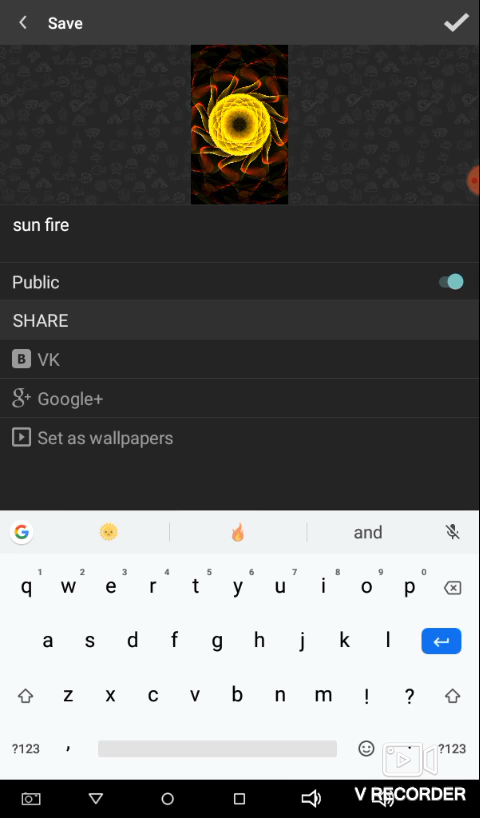 Save
sun fire
Public
SHARE
B VK
g+ Google+
Set as wallpapers
G and
q 1 w 2 e 3 r 4 t 5 y 6 u 7 i 8 o 9 p 0
a s d f g h j k l
z x c v b n m ! ?
?123 , . ?123
V RECORDER